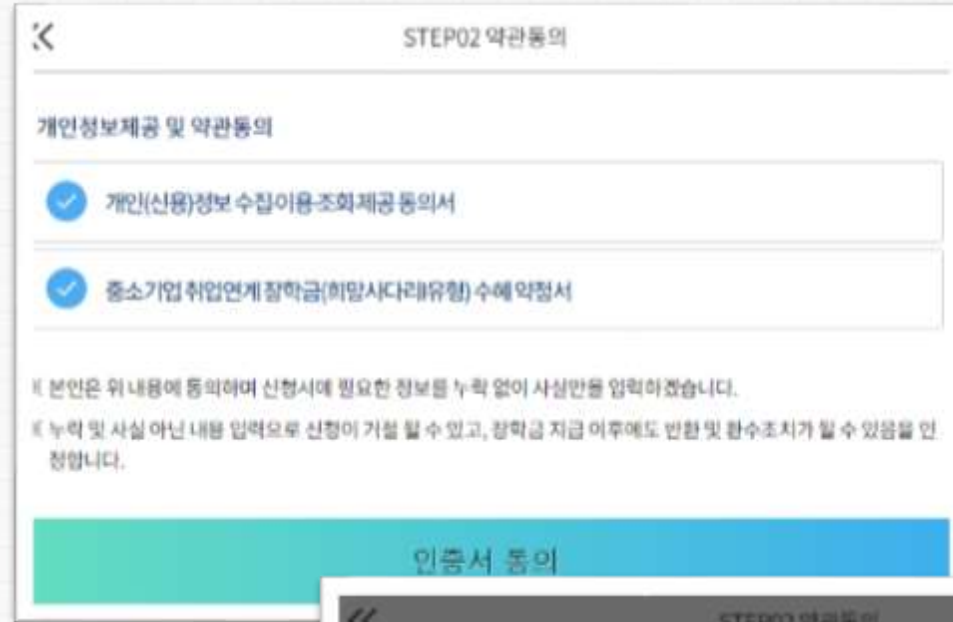 STEP02 약관동의
개인정보제공 및 약관동의
개인(신용)정보 수집·이용·조회·제공 동의서
중소기업 취업연계 장학금(희망사다리I유형) 수혜 약정서
※ 본인은 위 내용에 동의하며 신청시에 필요한 정보를 누락 없이 사실만을 입력하겠습니다.
※ 누락 및 사실 아닌 내용 입력으로 신청이 거절 될 수 있고, 장학금 지급 이후에도 반환 및 환수조치가 될 수 있음을 인
정합니다.
인증서 동의
STEP02 약관동의